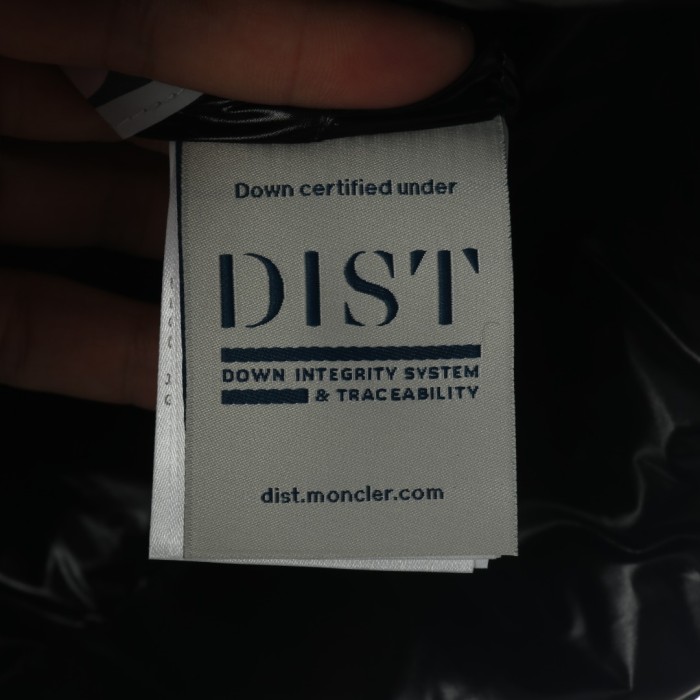 Down certified under
DIST
DOWN INTEGRITY SYSTEM
& TRACEABILITY
dist.moncler.com